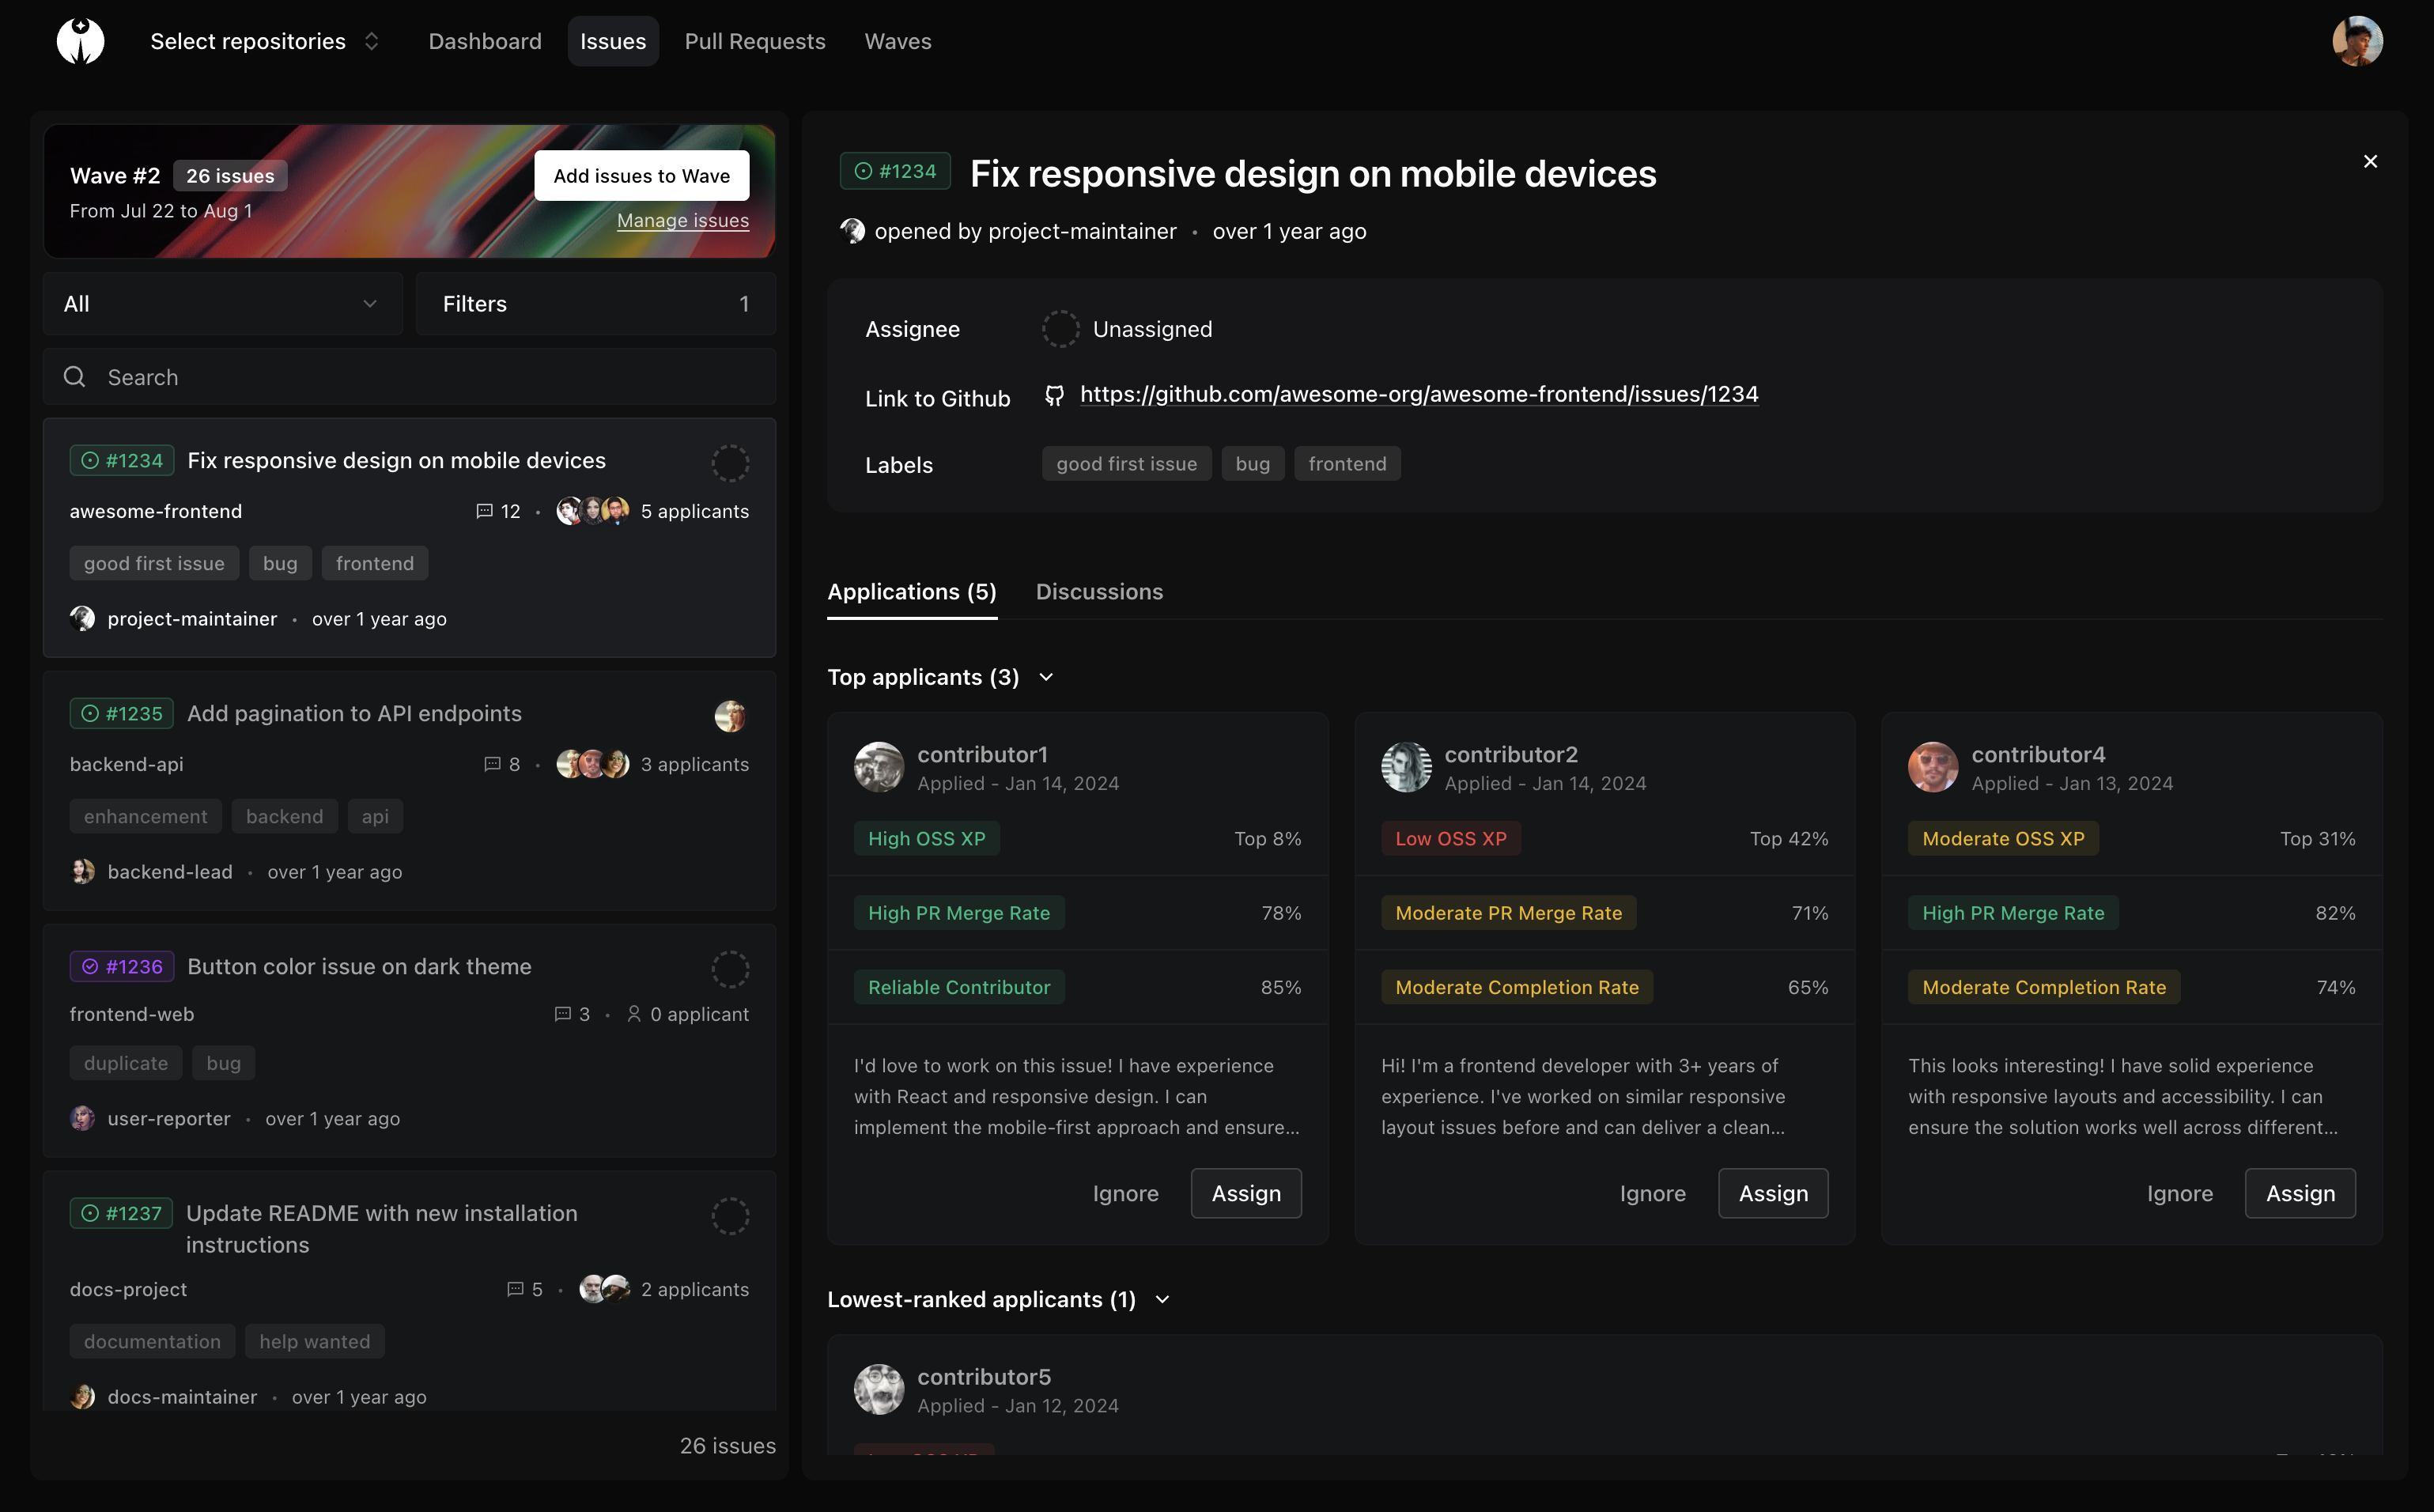 Select repositories
Dashboard
Issues
Pull Requests
Waves
Wave #2
26 issues
From Jul 22 to Aug 1
Add issues to Wave
Manage issues
All
Filters
1
Search
#1234
Fix responsive design on mobile devices
awesome-frontend
12
5 applicants
good first issue
bug
frontend
project-maintainer • over 1 year ago
#1235
Add pagination to API endpoints
backend-api
8
3 applicants
enhancement
backend
api
backend-lead • over 1 year ago
#1236
Button color issue on dark theme
frontend-web
3
0 applicant
duplicate
bug
user-reporter • over 1 year ago
#1237
Update README with new installation
instructions
docs-project
5
2 applicants
documentation
help wanted
docs-maintainer • over 1 year ago
26 issues
#1234
Fix responsive design on mobile devices
opened by project-maintainer • over 1 year ago
Assignee
Unassigned
Link to Github
https://github.com/awesome-org/awesome-frontend/issues/1234
Labels
good first issue
bug
frontend
Applications (5)
Discussions
Top applicants (3)
contributor1
Applied - Jan 14, 2024
High OSS XP
Top 8%
High PR Merge Rate
78%
Reliable Contributor
85%
I'd love to work on this issue! I have experience
with React and responsive design. I can
implement the mobile-first approach and ensure...
Ignore
Assign
contributor2
Applied - Jan 14, 2024
Low OSS XP
Top 42%
Moderate PR Merge Rate
71%
Moderate Completion Rate
65%
Hi! I'm a frontend developer with 3+ years of
experience. I've worked on similar responsive
layout issues before and can deliver a clean...
Ignore
Assign
contributor4
Applied - Jan 13, 2024
Moderate OSS XP
Top 31%
High PR Merge Rate
82%
Moderate Completion Rate
74%
This looks interesting! I have solid experience
with responsive layouts and accessibility. I can
ensure the solution works well across different...
Ignore
Assign
Lowest-ranked applicants (1)
contributor5
Applied - Jan 12, 2024